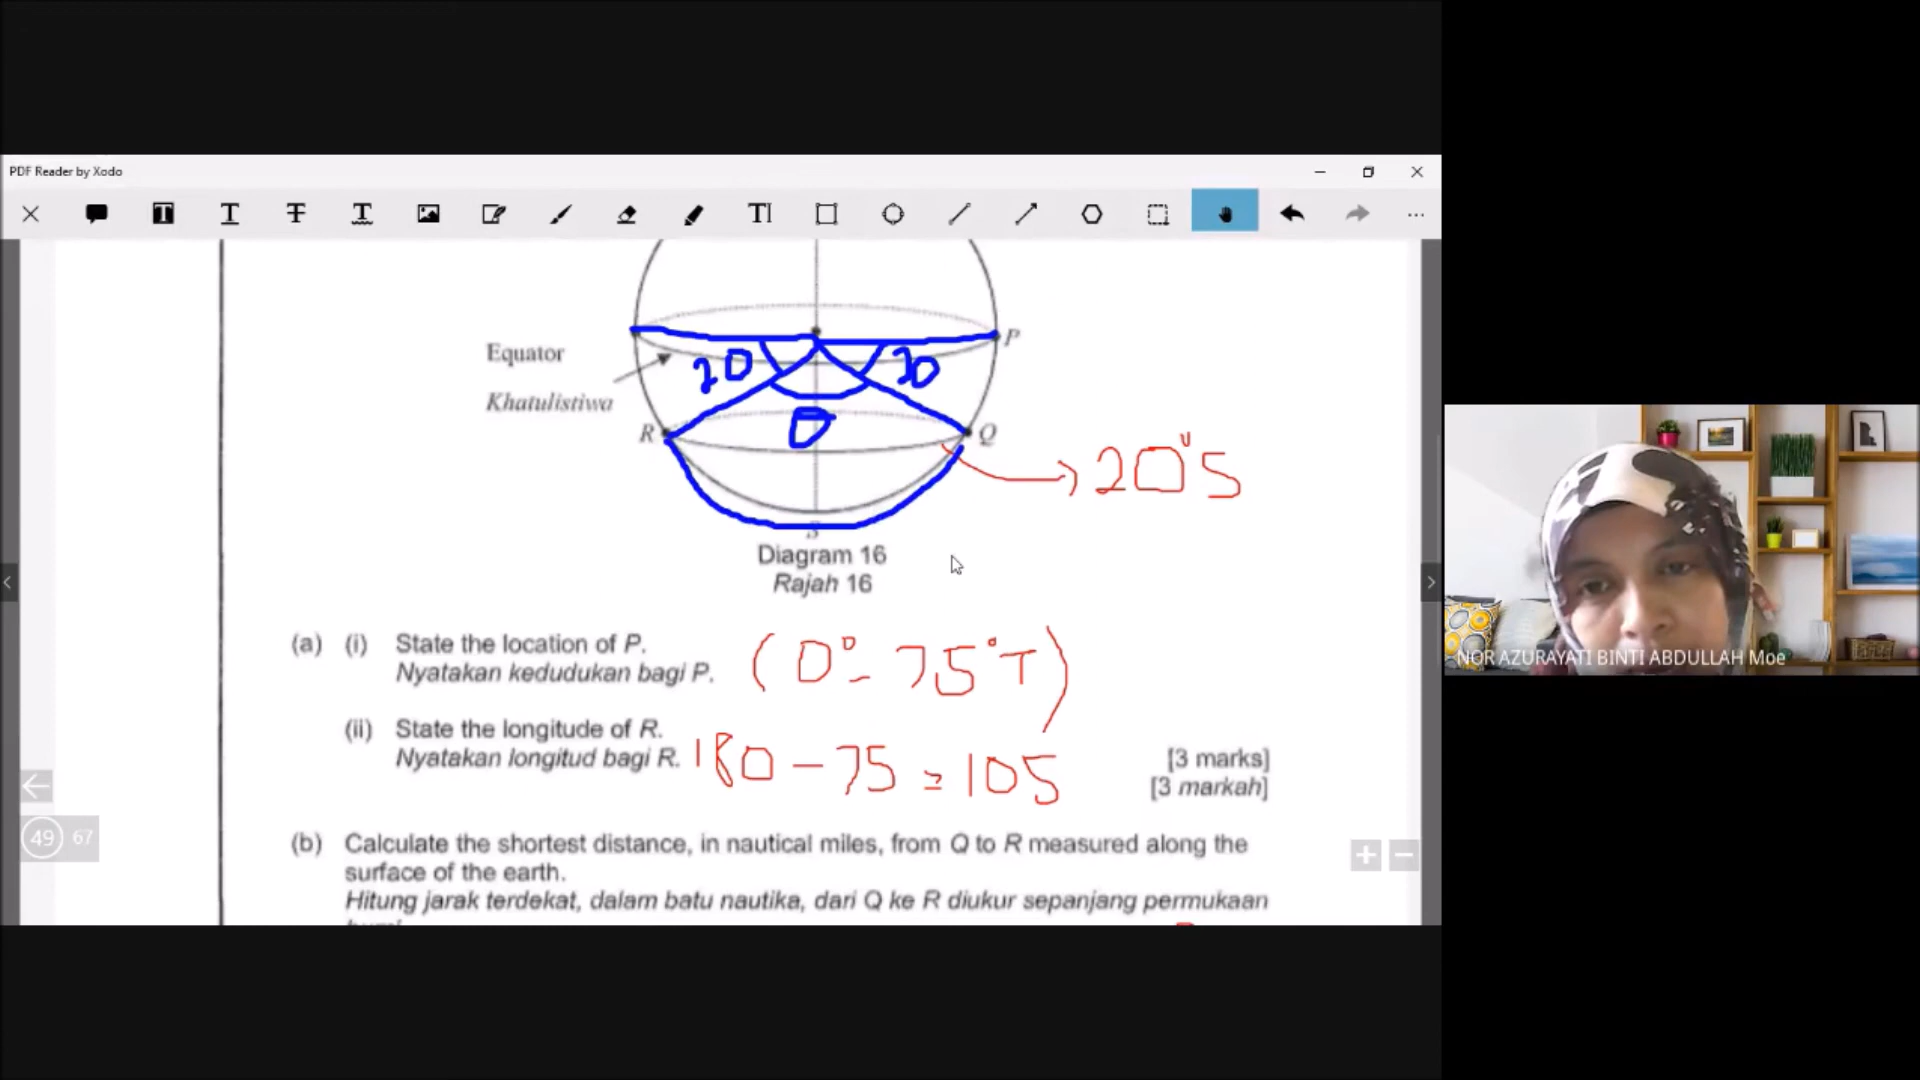 PDF Reader by Xodo
P
Equator
Khatulistiwa
20
20
θ
R
Q
20°S
S
Diagram 16
Rajah 16
(a) (i) State the location of P. (0° - 75°T)
Nyatakan kedudukan bagi P.
(ii) State the longitude of R.
Nyatakan longitud bagi R. 180 - 75 = 105
[3 marks]
[3 markah]
49 67
(b) Calculate the shortest distance, in nautical miles, from Q to R measured along the
surface of the earth.
Hitung jarak terdekat, dalam batu nautika, dari Q ke R diukur sepanjang permukaan
NOR AZURAYATI BINTI ABDULLAH Moe